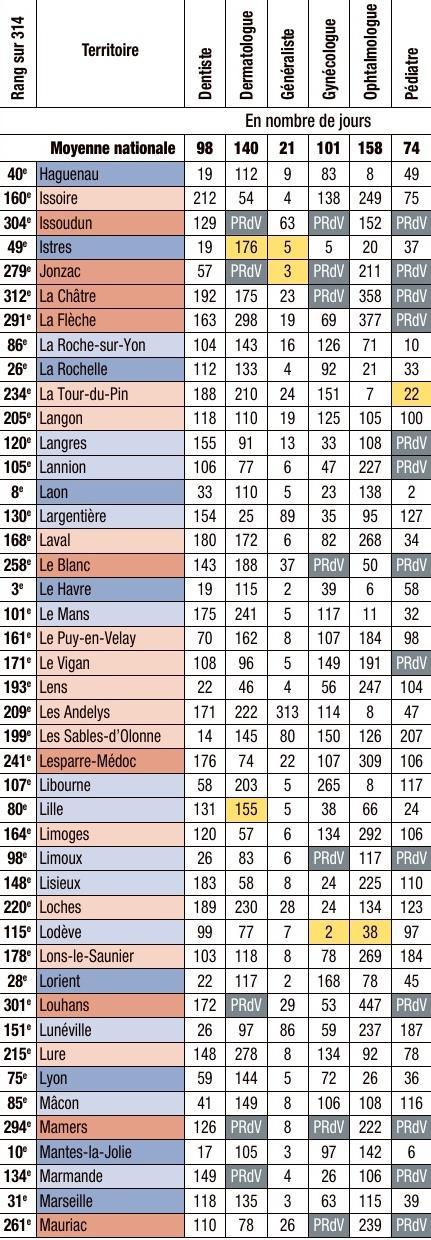 Rang sur 314 Territoire Dentiste Dermatologue Généraliste Gynécologue Ophtalmologue Pédiatre
En nombre de jours
Moyenne nationale 98 140 21 101 158 74
40e Haguenau 19 112 9 83 8 49
160e Issoire 212 54 4 138 249 75
304e Issoudun 129 PRdV 63 PRdV 152 PRdV
49e Istres 19 176 5 5 20 37
279e Jonzac 57 PRdV 3 PRdV 211 PRdV
312e La Châtre 192 175 23 PRdV 358 PRdV
291e La Flèche 163 298 19 69 377 PRdV
86e La Roche-sur-Yon 104 143 16 126 71 10
26e La Rochelle 112 133 4 92 21 33
234e La Tour-du-Pin 188 210 24 151 7 22
205e Langon 118 110 19 125 105 100
120e Langres 155 91 13 33 108 PRdV
105e Lannion 106 77 6 47 227 PRdV
8e Laon 33 110 5 23 138 2
130e Largentière 154 25 89 35 95 127
168e Laval 180 172 6 82 268 34
258e Le Blanc 143 188 37 PRdV 50 PRdV
3e Le Havre 19 115 2 39 6 58
101e Le Mans 175 241 5 117 11 32
161e Le Puy-en-Velay 70 162 8 107 184 98
171e Le Vigan 108 96 5 149 191 PRdV
193e Lens 22 46 4 56 247 104
209e Les Andelys 171 222 313 114 8 47
199e Les Sables-d’Olonne 14 145 80 150 126 207
241e Lesparre-Médoc 176 74 22 107 309 106
107e Libourne 58 203 5 265 8 117
80e Lille 131 155 5 38 66 24
164e Limoges 120 57 6 134 292 106
98e Limoux 26 83 6 PRdV 117 PRdV
148e Lisieux 183 58 8 24 225 110
220e Loches 189 230 28 24 134 123
115e Lodève 99 77 7 2 38 97
178e Lons-le-Saunier 103 118 8 78 269 184
28e Lorient 22 117 2 168 78 45
301e Louhans 172 PRdV 29 53 447 PRdV
151e Lunéville 26 97 86 59 237 187
215e Lure 148 278 8 134 92 78
75e Lyon 59 144 5 72 26 36
85e Mâcon 41 149 8 106 108 116
294e Mamers 126 PRdV 8 PRdV 222 PRdV
10e Mantes-la-Jolie 17 105 3 97 142 6
134e Marmande 149 PRdV 4 26 106 PRdV
31e Marseille 118 135 3 63 115 39
261e Mauriac 110 78 26 PRdV 239 PRdV